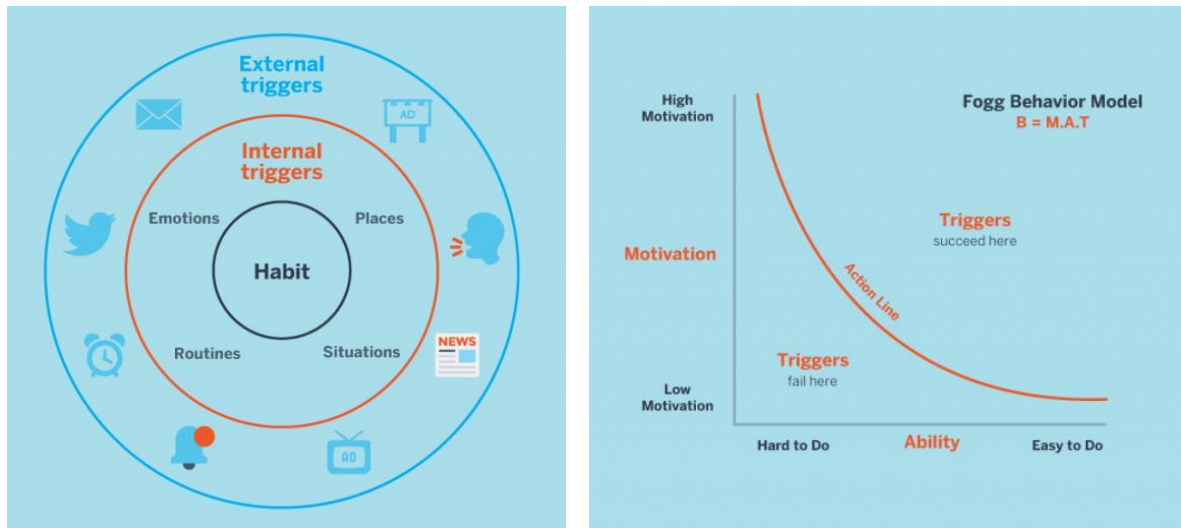 External
triggers
AD
Internal
triggers
Emotions
Places
Habit
Routines
Situations
NEWS
AD
High
Motivation
Fogg Behavior Model
B = M.A.T
Triggers
succeed here
Motivation
Action Line
Triggers
fail here
Low
Motivation
Hard to Do
Ability
Easy to Do